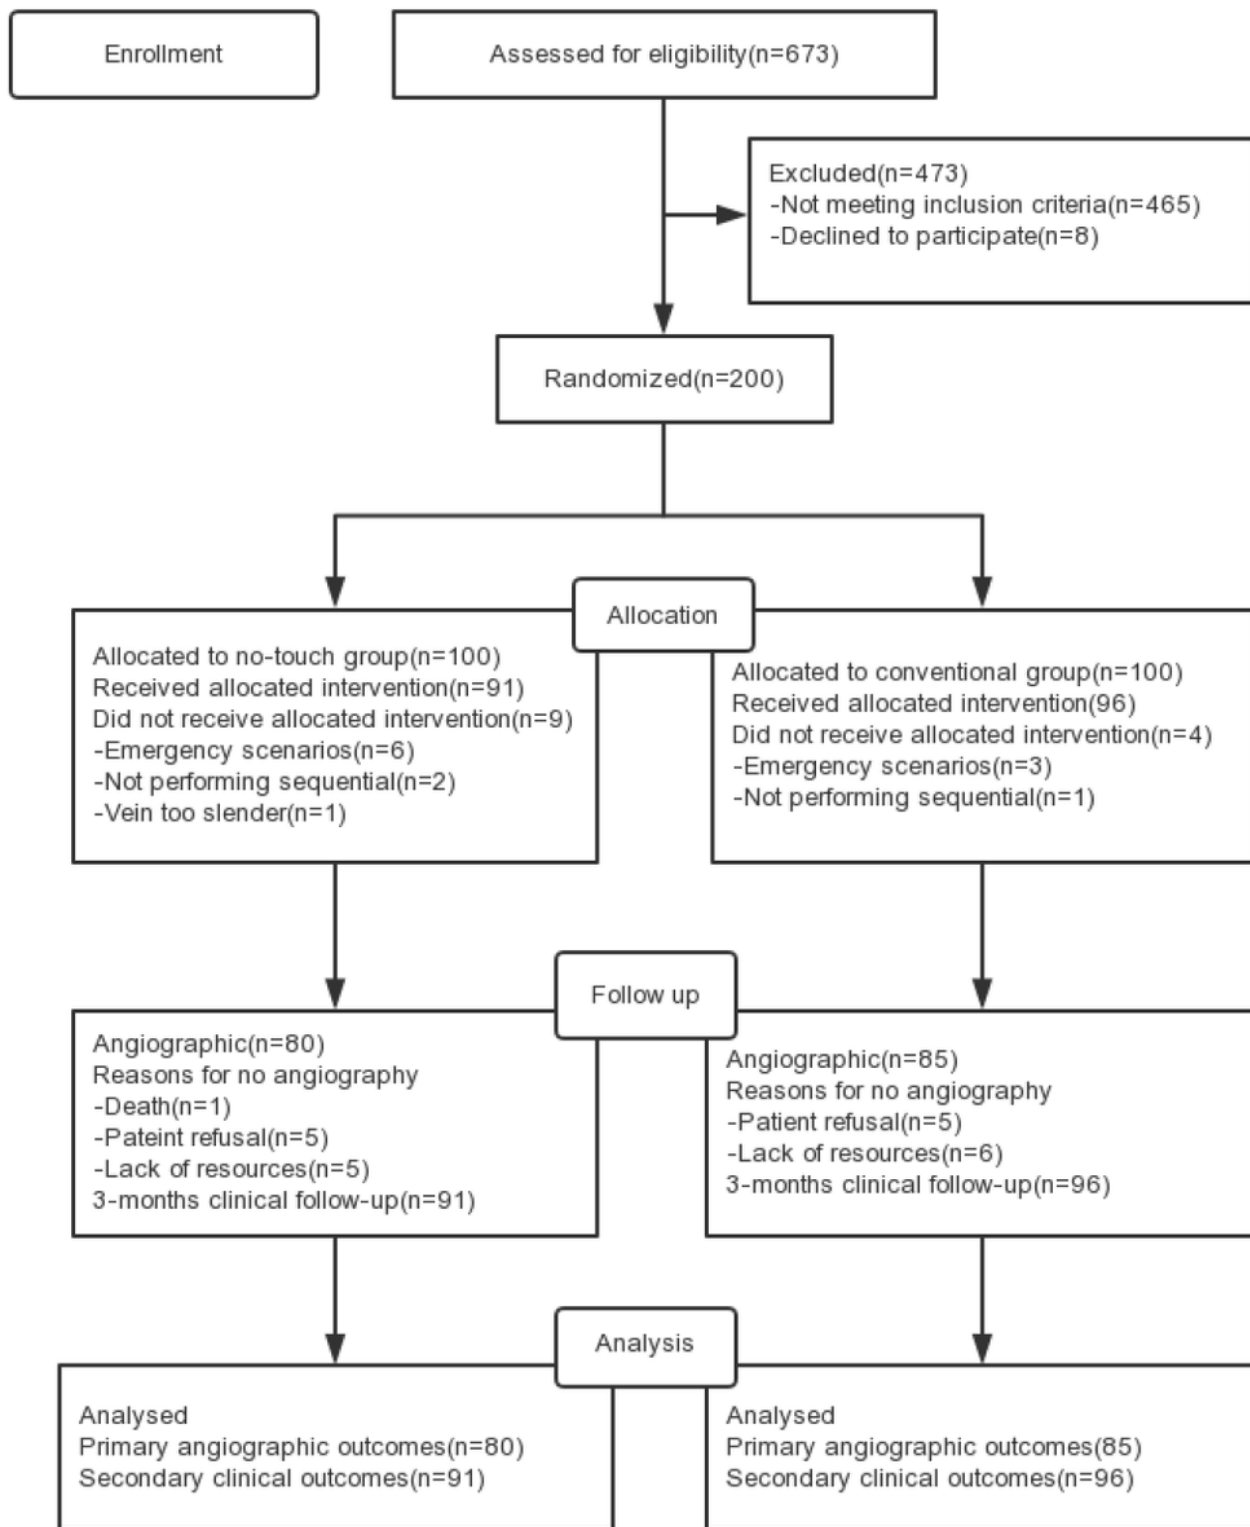 Enrollment
Assessed for eligibility(n=673)
Excluded(n=473)
-Not meeting inclusion criteria(n=465)
-Declined to participate(n=8)
Randomized(n=200)
Allocation
Allocated to no-touch group(n=100)
Received allocated intervention(n=91)
Did not receive allocated intervention(n=9)
-Emergency scenarios(n=6)
-Not performing sequential(n=2)
-Vein too slender(n=1)
Allocated to conventional group(n=100)
Received allocated intervention(96)
Did not receive allocated intervention(n=4)
-Emergency scenarios(n=3)
-Not performing sequential(n=1)
Follow up
Angiographic(n=80)
Reasons for no angiography
-Death(n=1)
-Pateint refusal(n=5)
-Lack of resources(n=5)
3-months clinical follow-up(n=91)
Angiographic(n=85)
Reasons for no angiography
-Patient refusal(n=5)
-Lack of resources(n=6)
3-months clinical follow-up(n=96)
Analysis
Analysed
Primary angiographic outcomes(n=80)
Secondary clinical outcomes(n=91)
Analysed
Primary angiographic outcomes(85)
Secondary clinical outcomes(n=96)